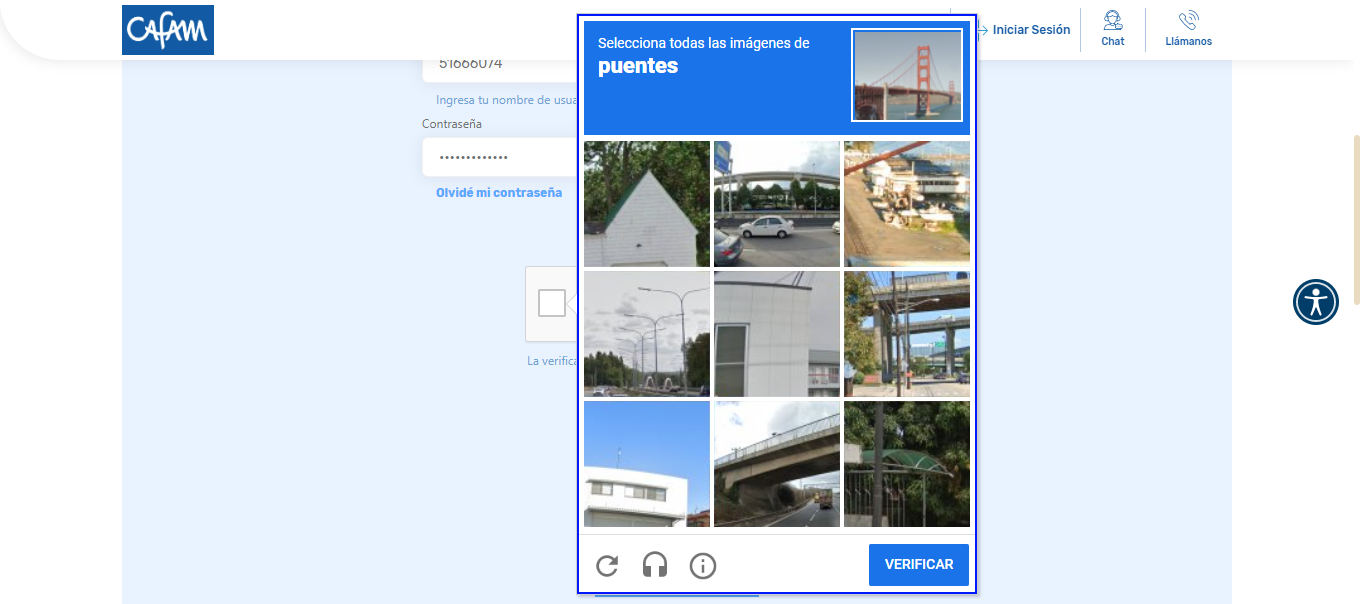 CAFAM
Iniciar Sesión
Chat
Llámanos
51666074
Ingresa tu nombre de usua
Contraseña
•••••••••••••
Olvidé mi contraseña
La verifica
Selecciona todas las imágenes de
puentes
VERIFICAR